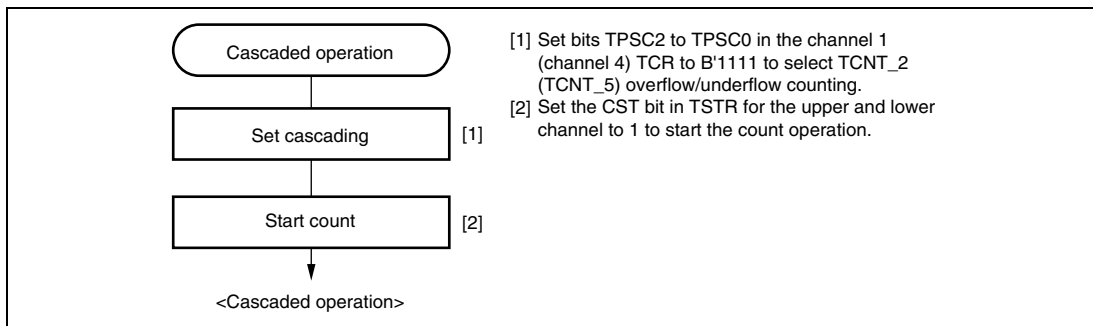 Cascaded operation
Set cascading
[1]
Start count
[2]
<Cascaded operation>
[1] Set bits TPSC2 to TPSC0 in the channel 1
(channel 4) TCR to B'1111 to select TCNT_2
(TCNT_5) overflow/underflow counting.
[2] Set the CST bit in TSTR for the upper and lower
channel to 1 to start the count operation.